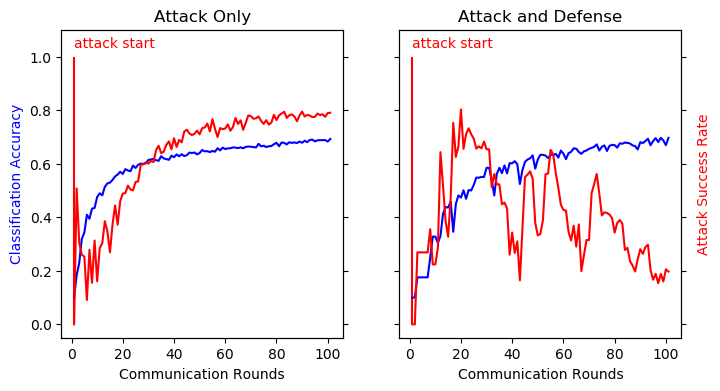 Attack Only
attack start
Classification Accuracy
1.0
0.8
0.6
0.4
0.2
0.0
0 20 40 60 80 100
Communication Rounds
Attack and Defense
attack start
0 20 40 60 80 100
Communication Rounds
Attack Success Rate